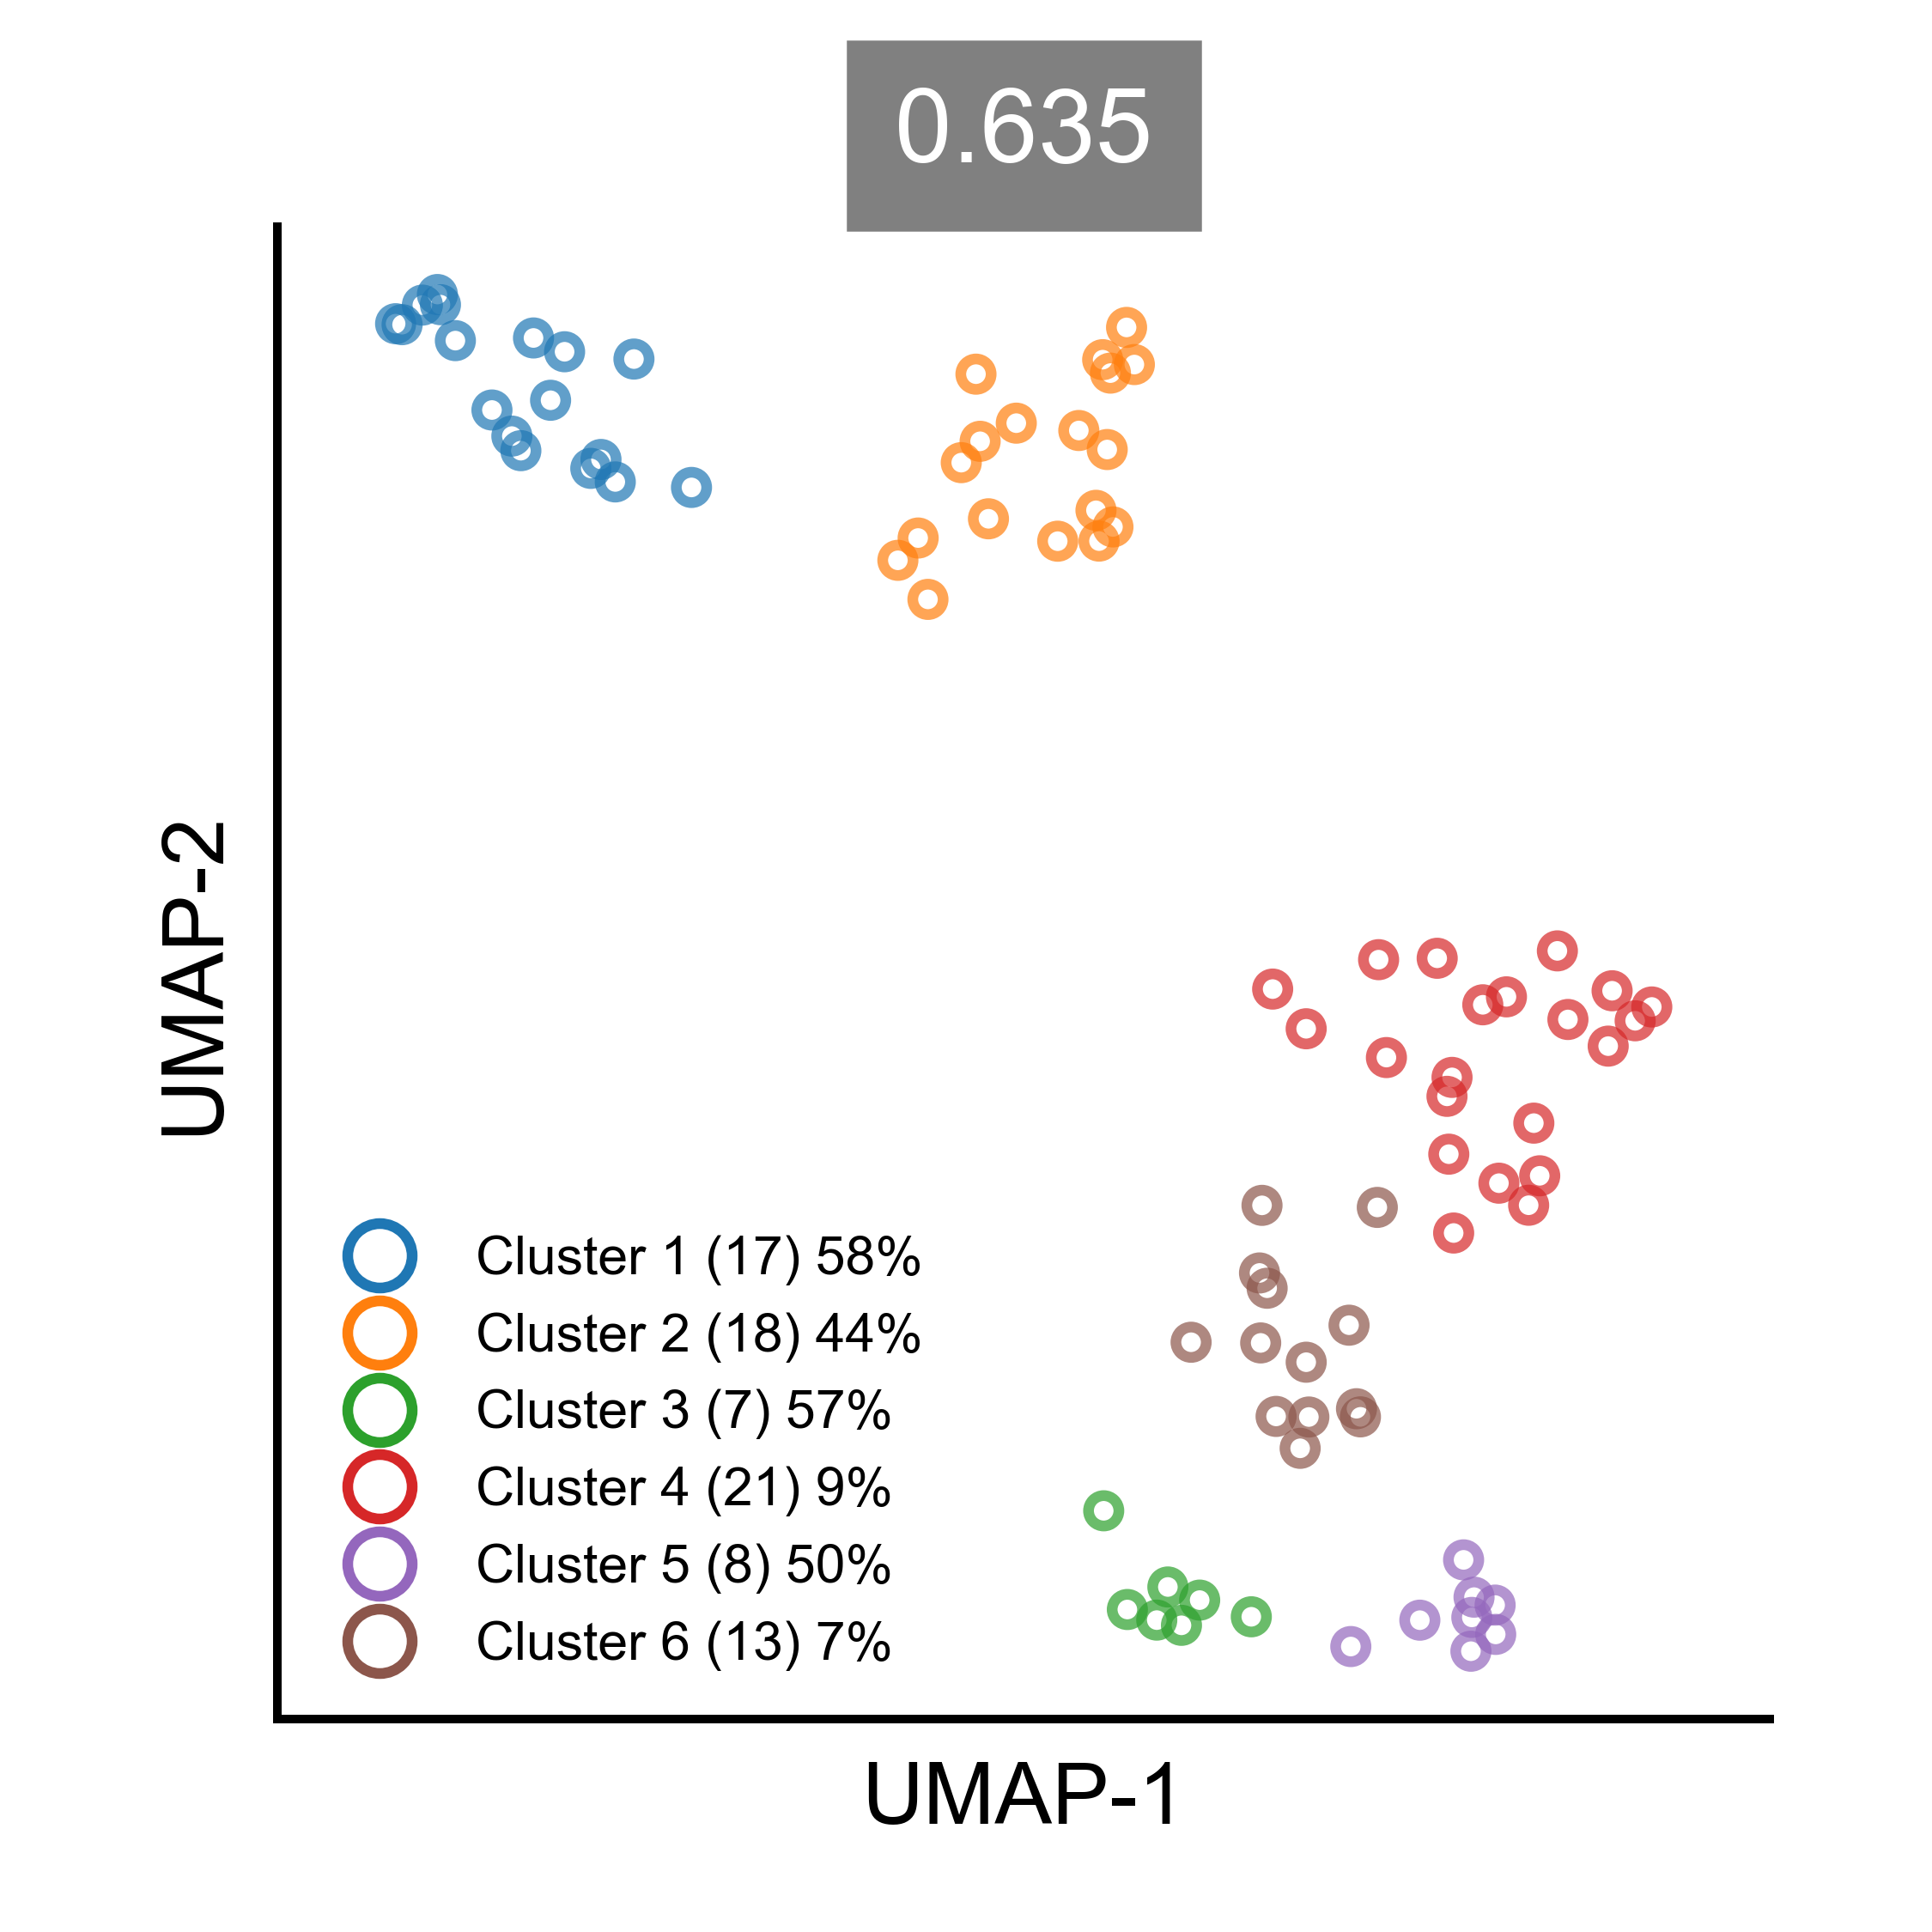 0.635
UMAP-2
Cluster 1 (17) 58%
Cluster 2 (18) 44%
Cluster 3 (7) 57%
Cluster 4 (21) 9%
Cluster 5 (8) 50%
Cluster 6 (13) 7%
UMAP-1